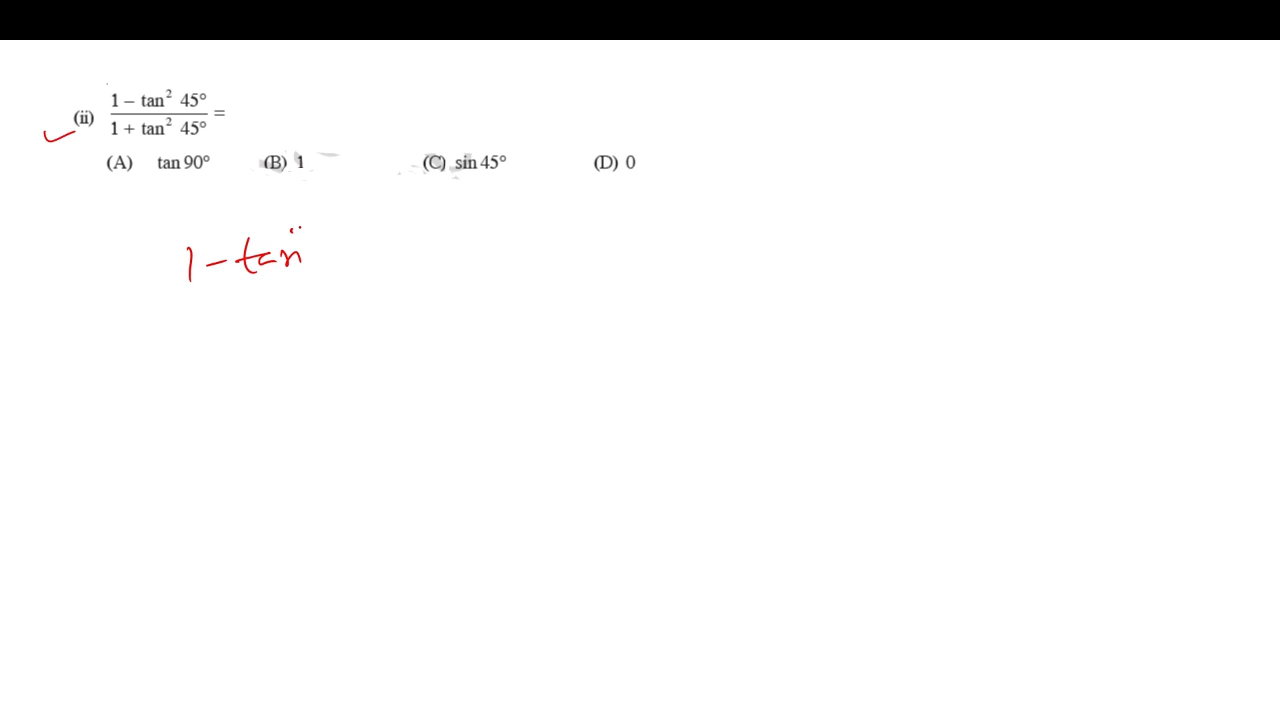 (ii) 1 – tan² 45° / 1 + tan² 45° =
(A) tan 90° (B) 1 (C) sin 45° (D) 0
1 – tan